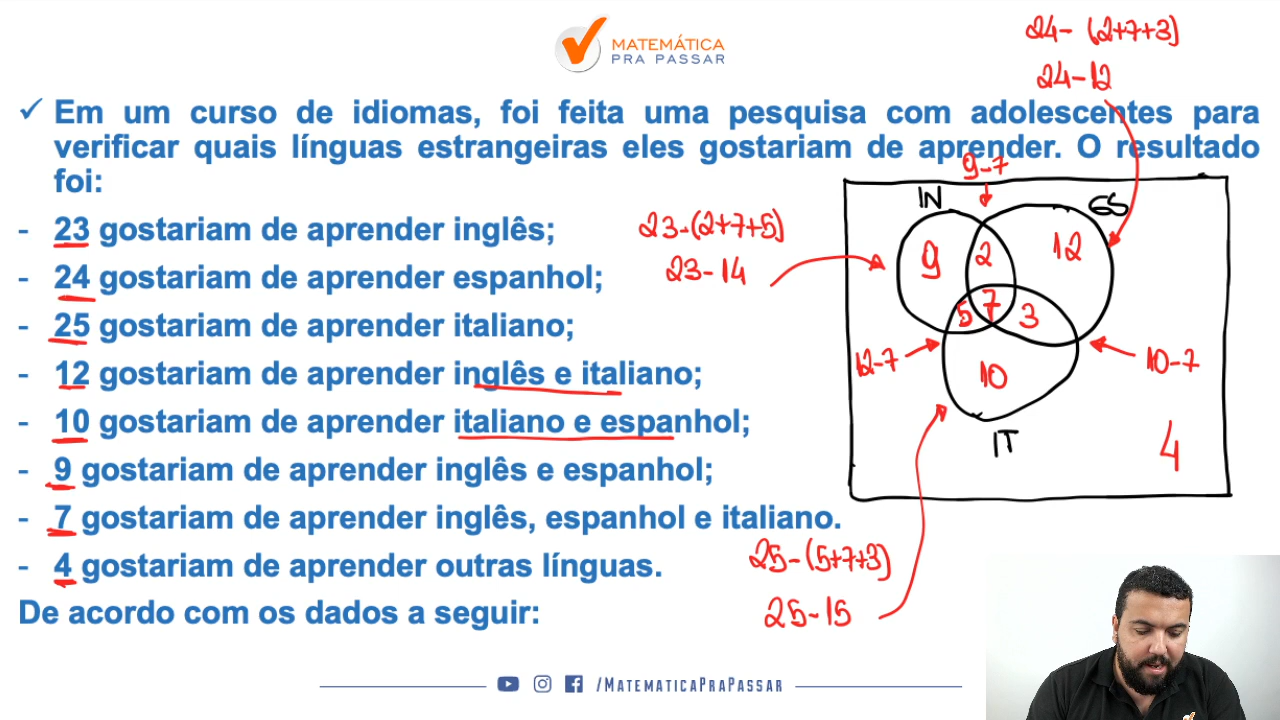 MATEMÁTICA
PRA PASSAR
24-(2+7+3)
24-12
✓ Em um curso de idiomas, foi feita uma pesquisa com adolescentes para
verificar quais línguas estrangeiras eles gostariam de aprender. O resultado
foi:
- 23 gostariam de aprender inglês;
- 24 gostariam de aprender espanhol;
- 25 gostariam de aprender italiano;
- 12 gostariam de aprender inglês e italiano;
- 10 gostariam de aprender italiano e espanhol;
- 9 gostariam de aprender inglês e espanhol;
- 7 gostariam de aprender inglês, espanhol e italiano.
- 4 gostariam de aprender outras línguas.
De acordo com os dados a seguir:
23-(2+7+5)
23-14
9-7
IN
ES
9 2 12
5 7 3
12-7
10-7
10
IT
4
25-(5+7+3)
25-15
/MATEMATICAPRAPASSAR